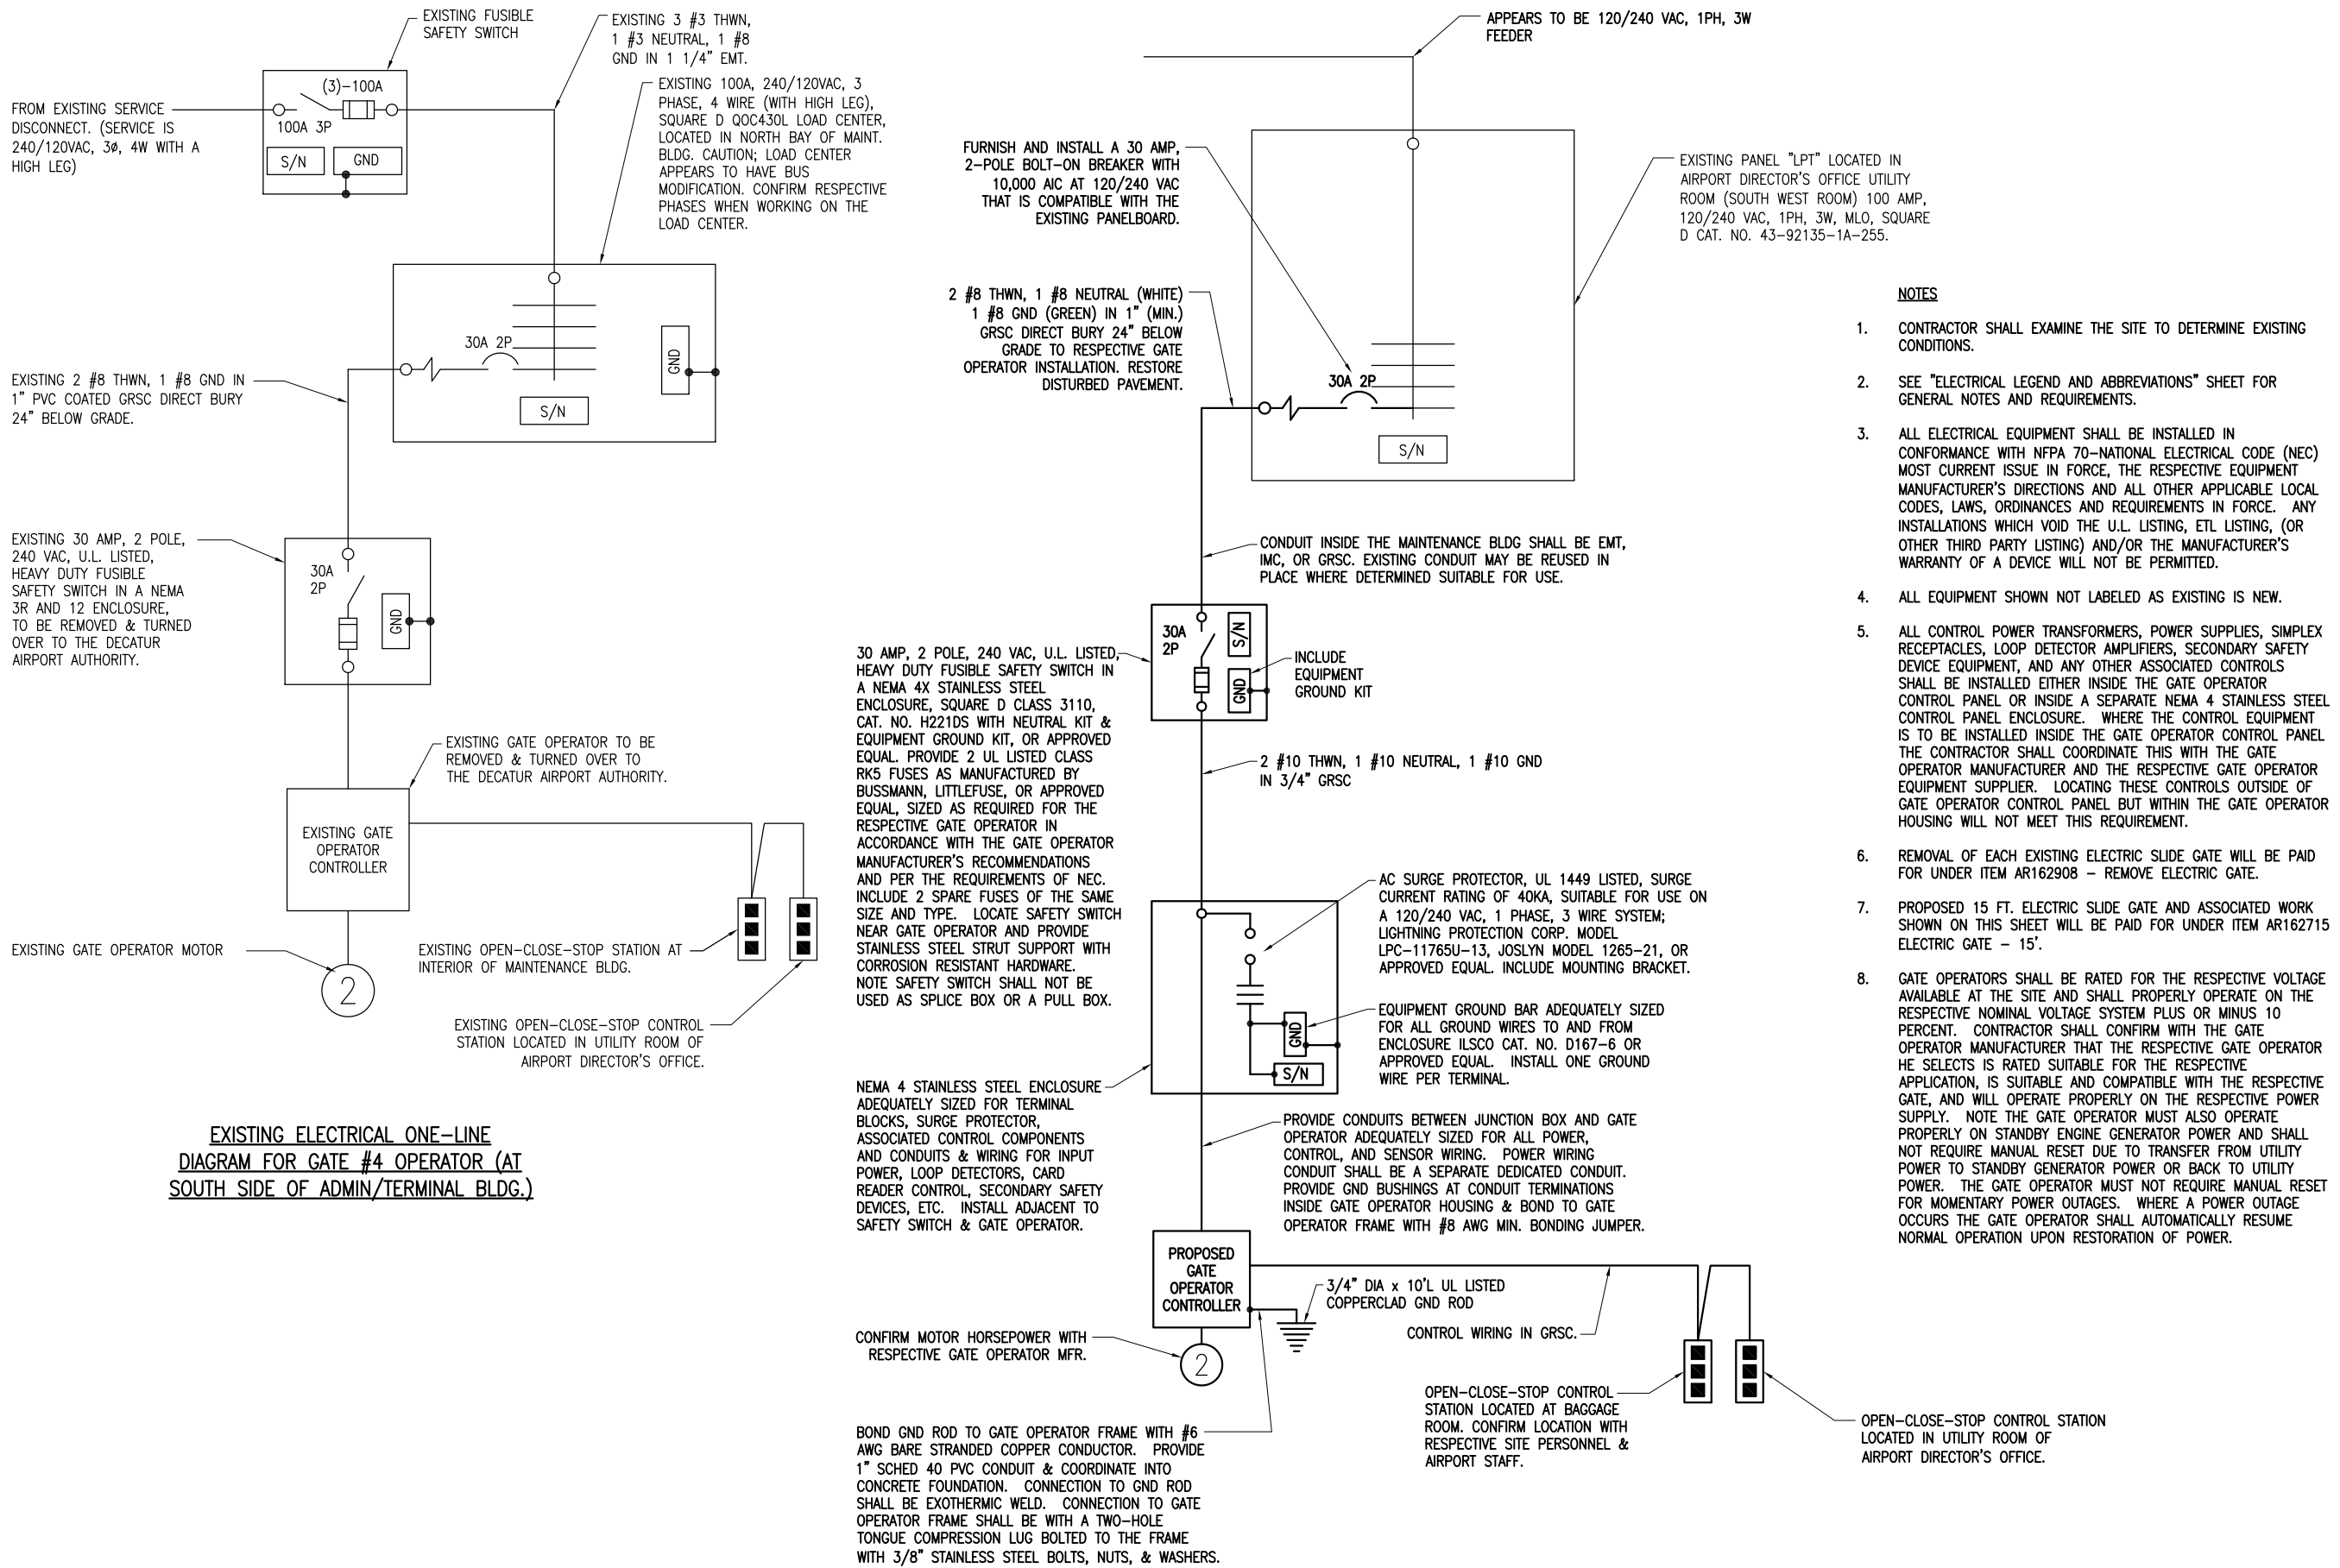 EXISTING FUSIBLE
SAFETY SWITCH
EXISTING 3 #3 THWN,
1 #3 NEUTRAL, 1 #8
GND IN 1 1/4" EMT.
(3)-100A
100A 3P
S/N
GND
FROM EXISTING SERVICE
DISCONNECT. (SERVICE IS
240/120VAC, 3ø, 4W WITH A
HIGH LEG)
EXISTING 100A, 240/120VAC, 3
PHASE, 4 WIRE (WITH HIGH LEG),
SQUARE D QOC430L LOAD CENTER,
LOCATED IN NORTH BAY OF MAINT.
BLDG. CAUTION; LOAD CENTER
APPEARS TO HAVE BUS
MODIFICATION. CONFIRM RESPECTIVE
PHASES WHEN WORKING ON THE
LOAD CENTER.
30A 2P
GND
S/N
EXISTING 2 #8 THWN, 1 #8 GND IN
1" PVC COATED GRSC DIRECT BURY
24" BELOW GRADE.
EXISTING 30 AMP, 2 POLE,
240 VAC, U.L. LISTED,
HEAVY DUTY FUSIBLE
SAFETY SWITCH IN A NEMA
3R AND 12 ENCLOSURE,
TO BE REMOVED & TURNED
OVER TO THE DECATUR
AIRPORT AUTHORITY.
30A
2P
GND
EXISTING GATE OPERATOR TO BE
REMOVED & TURNED OVER TO
THE DECATUR AIRPORT AUTHORITY.
EXISTING GATE
OPERATOR
CONTROLLER
EXISTING GATE OPERATOR MOTOR
2
EXISTING OPEN-CLOSE-STOP STATION AT
INTERIOR OF MAINTENANCE BLDG.
EXISTING OPEN-CLOSE-STOP CONTROL
STATION LOCATED IN UTILITY ROOM OF
AIRPORT DIRECTOR'S OFFICE.
EXISTING ELECTRICAL ONE-LINE
DIAGRAM FOR GATE #4 OPERATOR (AT
SOUTH SIDE OF ADMIN/TERMINAL BLDG.)
APPEARS TO BE 120/240 VAC, 1PH, 3W
FEEDER
FURNISH AND INSTALL A 30 AMP,
2-POLE BOLT-ON BREAKER WITH
10,000 AIC AT 120/240 VAC
THAT IS COMPATIBLE WITH THE
EXISTING PANELBOARD.
EXISTING PANEL "LPT" LOCATED IN
AIRPORT DIRECTOR'S OFFICE UTILITY
ROOM (SOUTH WEST ROOM) 100 AMP,
120/240 VAC, 1PH, 3W, MLO, SQUARE
D CAT. NO. 43-92135-1A-255.
2 #8 THWN, 1 #8 NEUTRAL (WHITE)
1 #8 GND (GREEN) IN 1" (MIN.)
GRSC DIRECT BURY 24" BELOW
GRADE TO RESPECTIVE GATE
OPERATOR INSTALLATION. RESTORE
DISTURBED PAVEMENT.
30A 2P
S/N
CONDUIT INSIDE THE MAINTENANCE BLDG SHALL BE EMT,
IMC, OR GRSC. EXISTING CONDUIT MAY BE REUSED IN
PLACE WHERE DETERMINED SUITABLE FOR USE.
30A
2P
S/N
GND
INCLUDE
EQUIPMENT
GROUND KIT
30 AMP, 2 POLE, 240 VAC, U.L. LISTED,
HEAVY DUTY FUSIBLE SAFETY SWITCH IN
A NEMA 4X STAINLESS STEEL
ENCLOSURE, SQUARE D CLASS 3110,
CAT. NO. H221DS WITH NEUTRAL KIT &
EQUIPMENT GROUND KIT, OR APPROVED
EQUAL. PROVIDE 2 UL LISTED CLASS
RK5 FUSES AS MANUFACTURED BY
BUSSMANN, LITTLEFUSE, OR APPROVED
EQUAL, SIZED AS REQUIRED FOR THE
RESPECTIVE GATE OPERATOR IN
ACCORDANCE WITH THE GATE OPERATOR
MANUFACTURER'S RECOMMENDATIONS
AND PER THE REQUIREMENTS OF NEC.
INCLUDE 2 SPARE FUSES OF THE SAME
SIZE AND TYPE. LOCATE SAFETY SWITCH
NEAR GATE OPERATOR AND PROVIDE
STAINLESS STEEL STRUT SUPPORT WITH
CORROSION RESISTANT HARDWARE.
NOTE SAFETY SWITCH SHALL NOT BE
USED AS SPLICE BOX OR A PULL BOX.
2 #10 THWN, 1 #10 NEUTRAL, 1 #10 GND
IN 3/4" GRSC
AC SURGE PROTECTOR, UL 1449 LISTED, SURGE
CURRENT RATING OF 40KA, SUITABLE FOR USE ON
A 120/240 VAC, 1 PHASE, 3 WIRE SYSTEM;
LIGHTNING PROTECTION CORP. MODEL
LPC-11765U-13, JOSLYN MODEL 1265-21, OR
APPROVED EQUAL. INCLUDE MOUNTING BRACKET.
GND
S/N
EQUIPMENT GROUND BAR ADEQUATELY SIZED
FOR ALL GROUND WIRES TO AND FROM
ENCLOSURE ILSCO CAT. NO. D167-6 OR
APPROVED EQUAL. INSTALL ONE GROUND
WIRE PER TERMINAL.
NEMA 4 STAINLESS STEEL ENCLOSURE
ADEQUATELY SIZED FOR TERMINAL
BLOCKS, SURGE PROTECTOR,
ASSOCIATED CONTROL COMPONENTS
AND CONDUITS & WIRING FOR INPUT
POWER, LOOP DETECTORS, CARD
READER CONTROL, SECONDARY SAFETY
DEVICES, ETC. INSTALL ADJACENT TO
SAFETY SWITCH & GATE OPERATOR.
PROVIDE CONDUITS BETWEEN JUNCTION BOX AND GATE
OPERATOR ADEQUATELY SIZED FOR ALL POWER,
CONTROL, AND SENSOR WIRING. POWER WIRING
CONDUIT SHALL BE A SEPARATE DEDICATED CONDUIT.
PROVIDE GND BUSHINGS AT CONDUIT TERMINATIONS
INSIDE GATE OPERATOR HOUSING & BOND TO GATE
OPERATOR FRAME WITH #8 AWG MIN. BONDING JUMPER.
PROPOSED
GATE
OPERATOR
CONTROLLER
3/4" DIA x 10'L UL LISTED
COPPERCLAD GND ROD
CONTROL WIRING IN GRSC.
CONFIRM MOTOR HORSEPOWER WITH
RESPECTIVE GATE OPERATOR MFR.
2
OPEN-CLOSE-STOP CONTROL
STATION LOCATED AT BAGGAGE
ROOM. CONFIRM LOCATION WITH
RESPECTIVE SITE PERSONNEL &
AIRPORT STAFF.
OPEN-CLOSE-STOP CONTROL STATION
LOCATED IN UTILITY ROOM OF
AIRPORT DIRECTOR'S OFFICE.
BOND GND ROD TO GATE OPERATOR FRAME WITH #6
AWG BARE STRANDED COPPER CONDUCTOR. PROVIDE
1" SCHED 40 PVC CONDUIT & COORDINATE INTO
CONCRETE FOUNDATION. CONNECTION TO GND ROD
SHALL BE EXOTHERMIC WELD. CONNECTION TO GATE
OPERATOR FRAME SHALL BE WITH A TWO-HOLE
TONGUE COMPRESSION LUG BOLTED TO THE FRAME
WITH 3/8" STAINLESS STEEL BOLTS, NUTS, & WASHERS.
NOTES
1. CONTRACTOR SHALL EXAMINE THE SITE TO DETERMINE EXISTING
CONDITIONS.
2. SEE "ELECTRICAL LEGEND AND ABBREVIATIONS" SHEET FOR
GENERAL NOTES AND REQUIREMENTS.
3. ALL ELECTRICAL EQUIPMENT SHALL BE INSTALLED IN
CONFORMANCE WITH NFPA 70-NATIONAL ELECTRICAL CODE (NEC)
MOST CURRENT ISSUE IN FORCE, THE RESPECTIVE EQUIPMENT
MANUFACTURER'S DIRECTIONS AND ALL OTHER APPLICABLE LOCAL
CODES, LAWS, ORDINANCES AND REQUIREMENTS IN FORCE. ANY
INSTALLATIONS WHICH VOID THE U.L. LISTING, ETL LISTING, (OR
OTHER THIRD PARTY LISTING) AND/OR THE MANUFACTURER'S
WARRANTY OF A DEVICE WILL NOT BE PERMITTED.
4. ALL EQUIPMENT SHOWN NOT LABELED AS EXISTING IS NEW.
5. ALL CONTROL POWER TRANSFORMERS, POWER SUPPLIES, SIMPLEX
RECEPTACLES, LOOP DETECTOR AMPLIFIERS, SECONDARY SAFETY
DEVICE EQUIPMENT, AND ANY OTHER ASSOCIATED CONTROLS
SHALL BE INSTALLED EITHER INSIDE THE GATE OPERATOR
CONTROL PANEL OR INSIDE A SEPARATE NEMA 4 STAINLESS STEEL
CONTROL PANEL ENCLOSURE. WHERE THE CONTROL EQUIPMENT
IS TO BE INSTALLED INSIDE THE GATE OPERATOR CONTROL PANEL
THE CONTRACTOR SHALL COORDINATE THIS WITH THE GATE
OPERATOR MANUFACTURER AND THE RESPECTIVE GATE OPERATOR
EQUIPMENT SUPPLIER. LOCATING THESE CONTROLS OUTSIDE OF
GATE OPERATOR CONTROL PANEL BUT WITHIN THE GATE OPERATOR
HOUSING WILL NOT MEET THIS REQUIREMENT.
6. REMOVAL OF EACH EXISTING ELECTRIC SLIDE GATE WILL BE PAID
FOR UNDER ITEM AR162908 - REMOVE ELECTRIC GATE.
7. PROPOSED 15 FT. ELECTRIC SLIDE GATE AND ASSOCIATED WORK
SHOWN ON THIS SHEET WILL BE PAID FOR UNDER ITEM AR162715
ELECTRIC GATE - 15'.
8. GATE OPERATORS SHALL BE RATED FOR THE RESPECTIVE VOLTAGE
AVAILABLE AT THE SITE AND SHALL PROPERLY OPERATE ON THE
RESPECTIVE NOMINAL VOLTAGE SYSTEM PLUS OR MINUS 10
PERCENT. CONTRACTOR SHALL CONFIRM WITH THE GATE
OPERATOR MANUFACTURER THAT THE RESPECTIVE GATE OPERATOR
HE SELECTS IS RATED SUITABLE FOR THE RESPECTIVE
APPLICATION, IS SUITABLE AND COMPATIBLE WITH THE RESPECTIVE
GATE, AND WILL OPERATE PROPERLY ON THE RESPECTIVE POWER
SUPPLY. NOTE THE GATE OPERATOR MUST ALSO OPERATE
PROPERLY ON STANDBY ENGINE GENERATOR POWER AND SHALL
NOT REQUIRE MANUAL RESET DUE TO TRANSFER FROM UTILITY
POWER TO STANDBY GENERATOR POWER OR BACK TO UTILITY
POWER. THE GATE OPERATOR MUST NOT REQUIRE MANUAL RESET
FOR MOMENTARY POWER OUTAGES. WHERE A POWER OUTAGE
OCCURS THE GATE OPERATOR SHALL AUTOMATICALLY RESUME
NORMAL OPERATION UPON RESTORATION OF POWER.